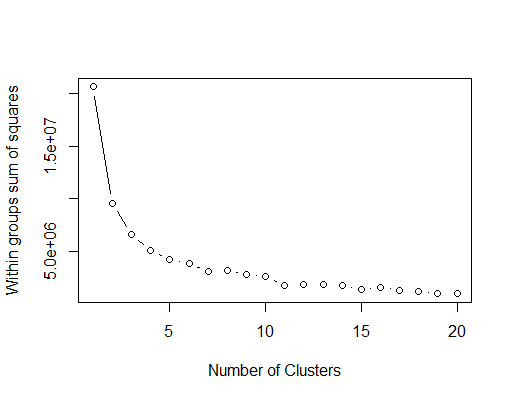 Within groups sum of squares
1.5e+07
5.0e+06
5 10 15 20
Number of Clusters